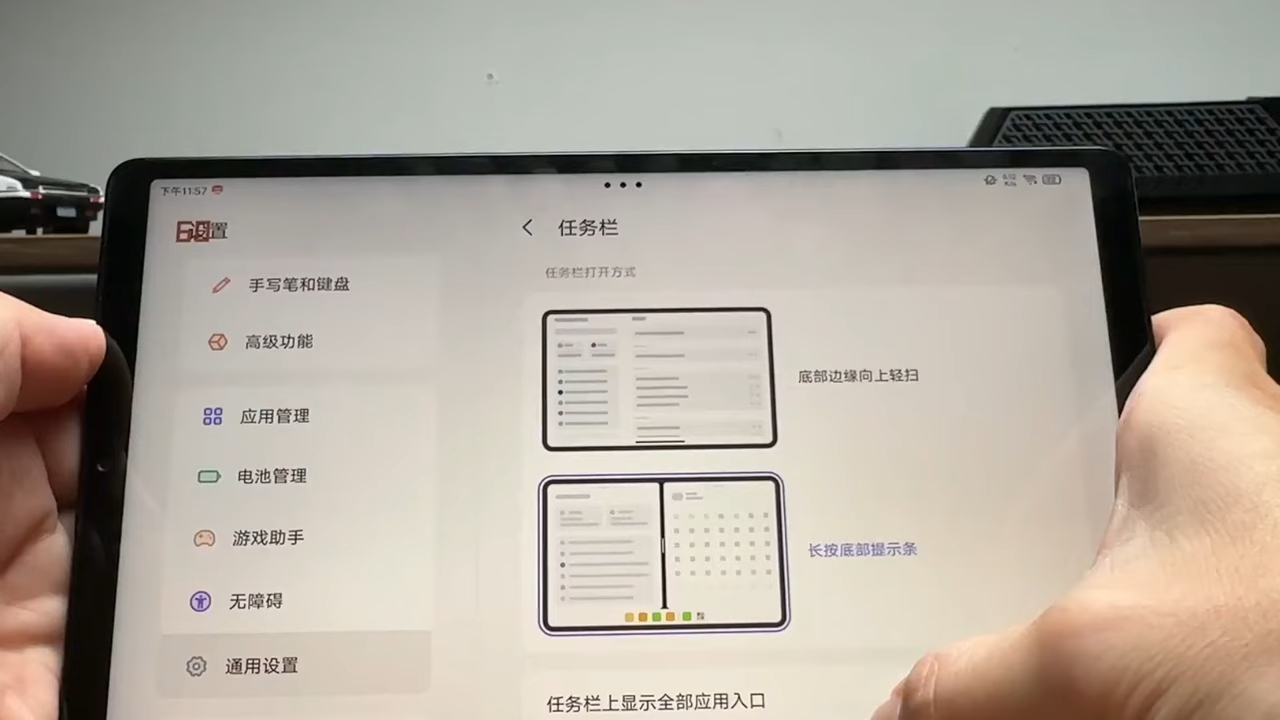 下午11:57
设置
任务栏
任务栏打开方式
手写笔和键盘
高级功能
底部边缘向上轻扫
应用管理
电池管理
游戏助手
长按底部提示条
无障碍
通用设置
任务栏上显示全部应用入口